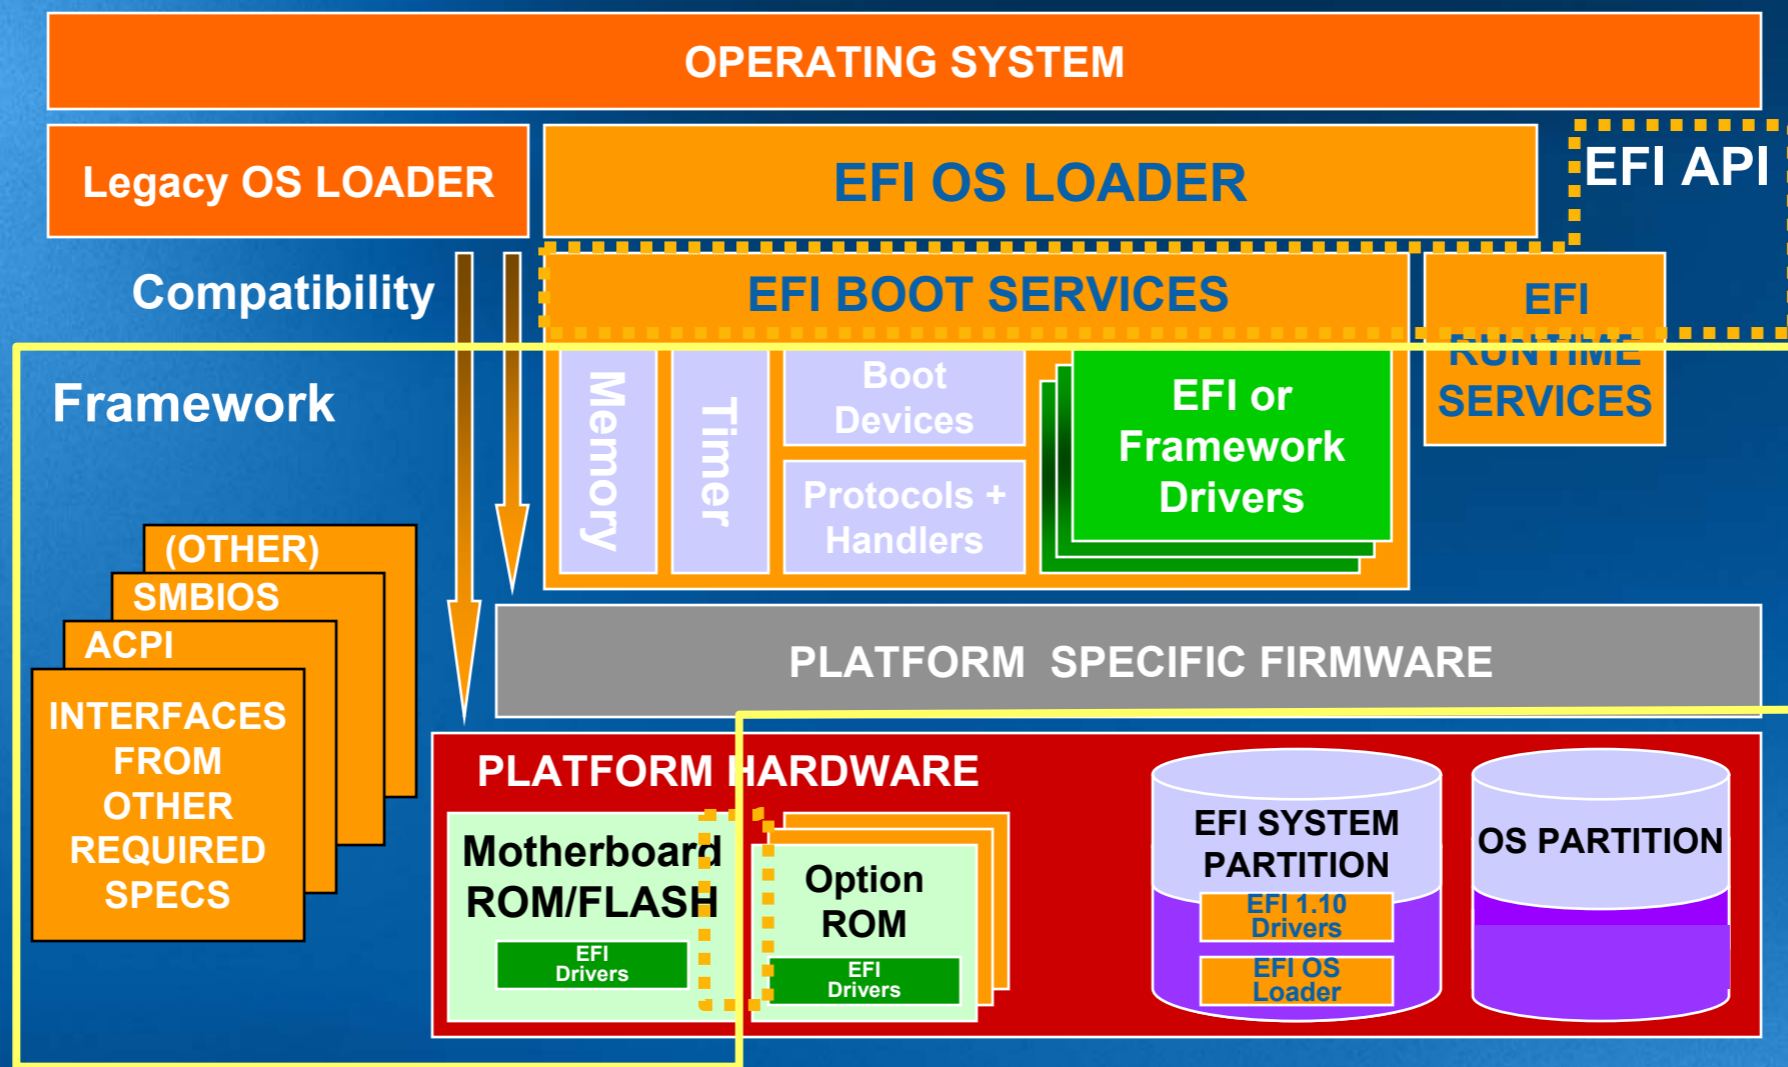 OPERATING SYSTEM
Legacy OS LOADER
EFI OS LOADER
EFI API
Compatibility
EFI BOOT SERVICES
EFI
RUNTIME
SERVICES
Framework
Memory
Timer
Boot
Devices
Protocols +
Handlers
EFI or
Framework
Drivers
(OTHER)
SMBIOS
ACPI
INTERFACES
FROM
OTHER
REQUIRED
SPECS
PLATFORM SPECIFIC FIRMWARE
PLATFORM HARDWARE
Motherboard
ROM/FLASH
EFI
Drivers
Option
ROM
EFI
Drivers
EFI SYSTEM
PARTITION
EFI 1.10
Drivers
EFI OS
Loader
OS PARTITION